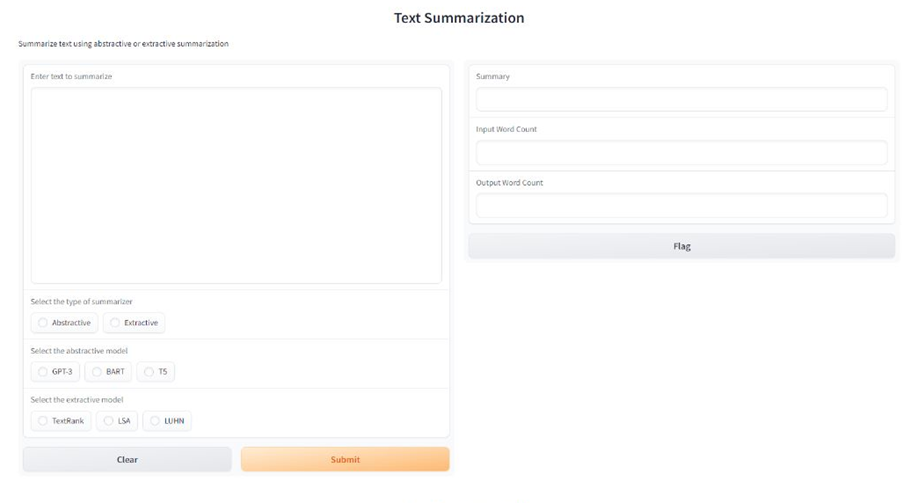 Text Summarization
Summarize text using abstractive or extractive summarization
Enter text to summarize
Select the type of summarizer
Abstractive Extractive
Select the abstractive model
GPT-3 BART T5
Select the extractive model
TextRank LSA LUHN
Clear Submit
Summary
Input Word Count
Output Word Count
Flag